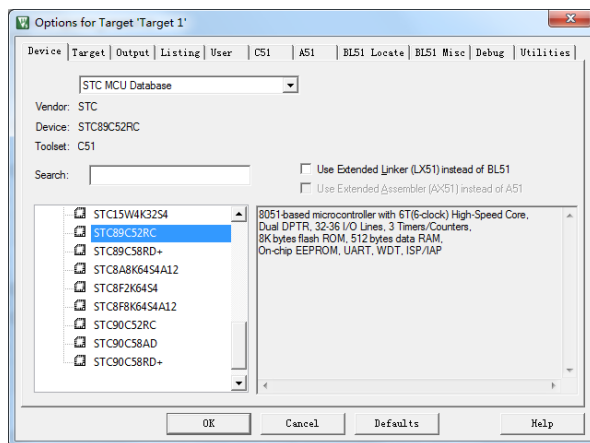 Options for Target 'Target 1'
Device Target Output Listing User C51 A51 BL51 Locate BL51 Misc Debug Utilities
STC MCU Database
Vendor: STC
Device: STC89C52RC
Toolset: C51
Search:
Use Extended Linker (LX51) instead of BL51
Use Extended Assembler (AX51) instead of A51
STC15W4K32S4
STC89C52RC
STC89C58RD+
STC8A8K64S4A12
STC8F2K64S4
STC8F8K64S4A12
STC90C52RC
STC90C58AD
STC90C58RD+
8051-based microcontroller with 6T(6-clock) High-Speed Core,
Dual DPTR, 32-36 I/O Lines, 3 Timers/Counters,
8K bytes flash ROM, 512 bytes data RAM,
On-chip EEPROM, UART, WDT, ISP/IAP
OK Cancel Defaults Help